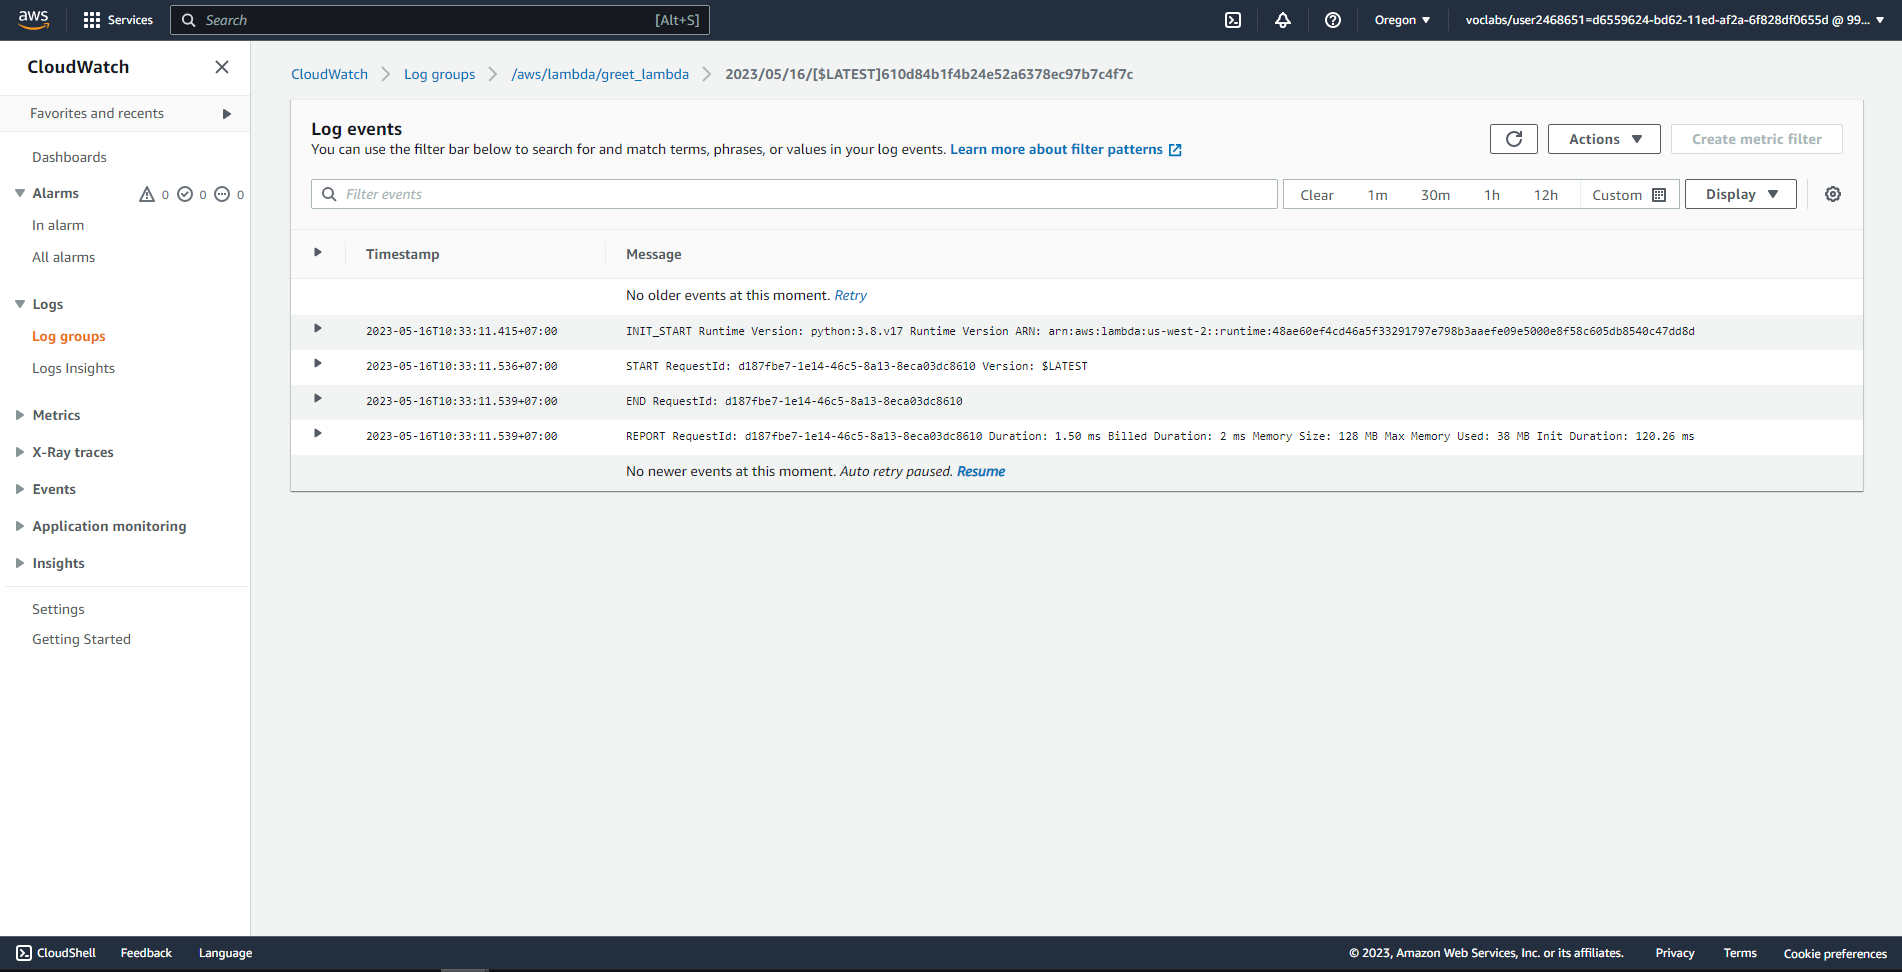 aws Services Search [Alt+S] Oregon voclabs/user2468651=d6559624-bd62-11ed-af2a-6f828df0655d @ 99...
CloudWatch
Favorites and recents
Dashboards
Alarms 0 0 0
In alarm
All alarms
Logs
Log groups
Logs Insights
Metrics
X-Ray traces
Events
Application monitoring
Insights
Settings
Getting Started
CloudWatch Log groups /aws/lambda/greet_lambda 2023/05/16/[$LATEST]610d84b1f4b24e52a6378ec97b7c4f7c
Log events
You can use the filter bar below to search for and match terms, phrases, or values in your log events. Learn more about filter patterns
Actions Create metric filter
Filter events Clear 1m 30m 1h 12h Custom Display
Timestamp Message
No older events at this moment. Retry
2023-05-16T10:33:11.415+07:00 INIT_START Runtime Version: python:3.8.v17 Runtime Version ARN: arn:aws:lambda:us-west-2::runtime:48ae60ef4cd46a5f33291797e798b3aaefe09e5000e8f58c605db8540c47dd8d
2023-05-16T10:33:11.536+07:00 START RequestId: d187fbe7-1e14-46c5-8a13-8eca03dc8610 Version: $LATEST
2023-05-16T10:33:11.539+07:00 END RequestId: d187fbe7-1e14-46c5-8a13-8eca03dc8610
2023-05-16T10:33:11.539+07:00 REPORT RequestId: d187fbe7-1e14-46c5-8a13-8eca03dc8610 Duration: 1.50 ms Billed Duration: 2 ms Memory Size: 128 MB Max Memory Used: 38 MB Init Duration: 120.26 ms
No newer events at this moment. Auto retry paused. Resume
CloudShell Feedback Language © 2023, Amazon Web Services, Inc. or its affiliates. Privacy Terms Cookie preferences